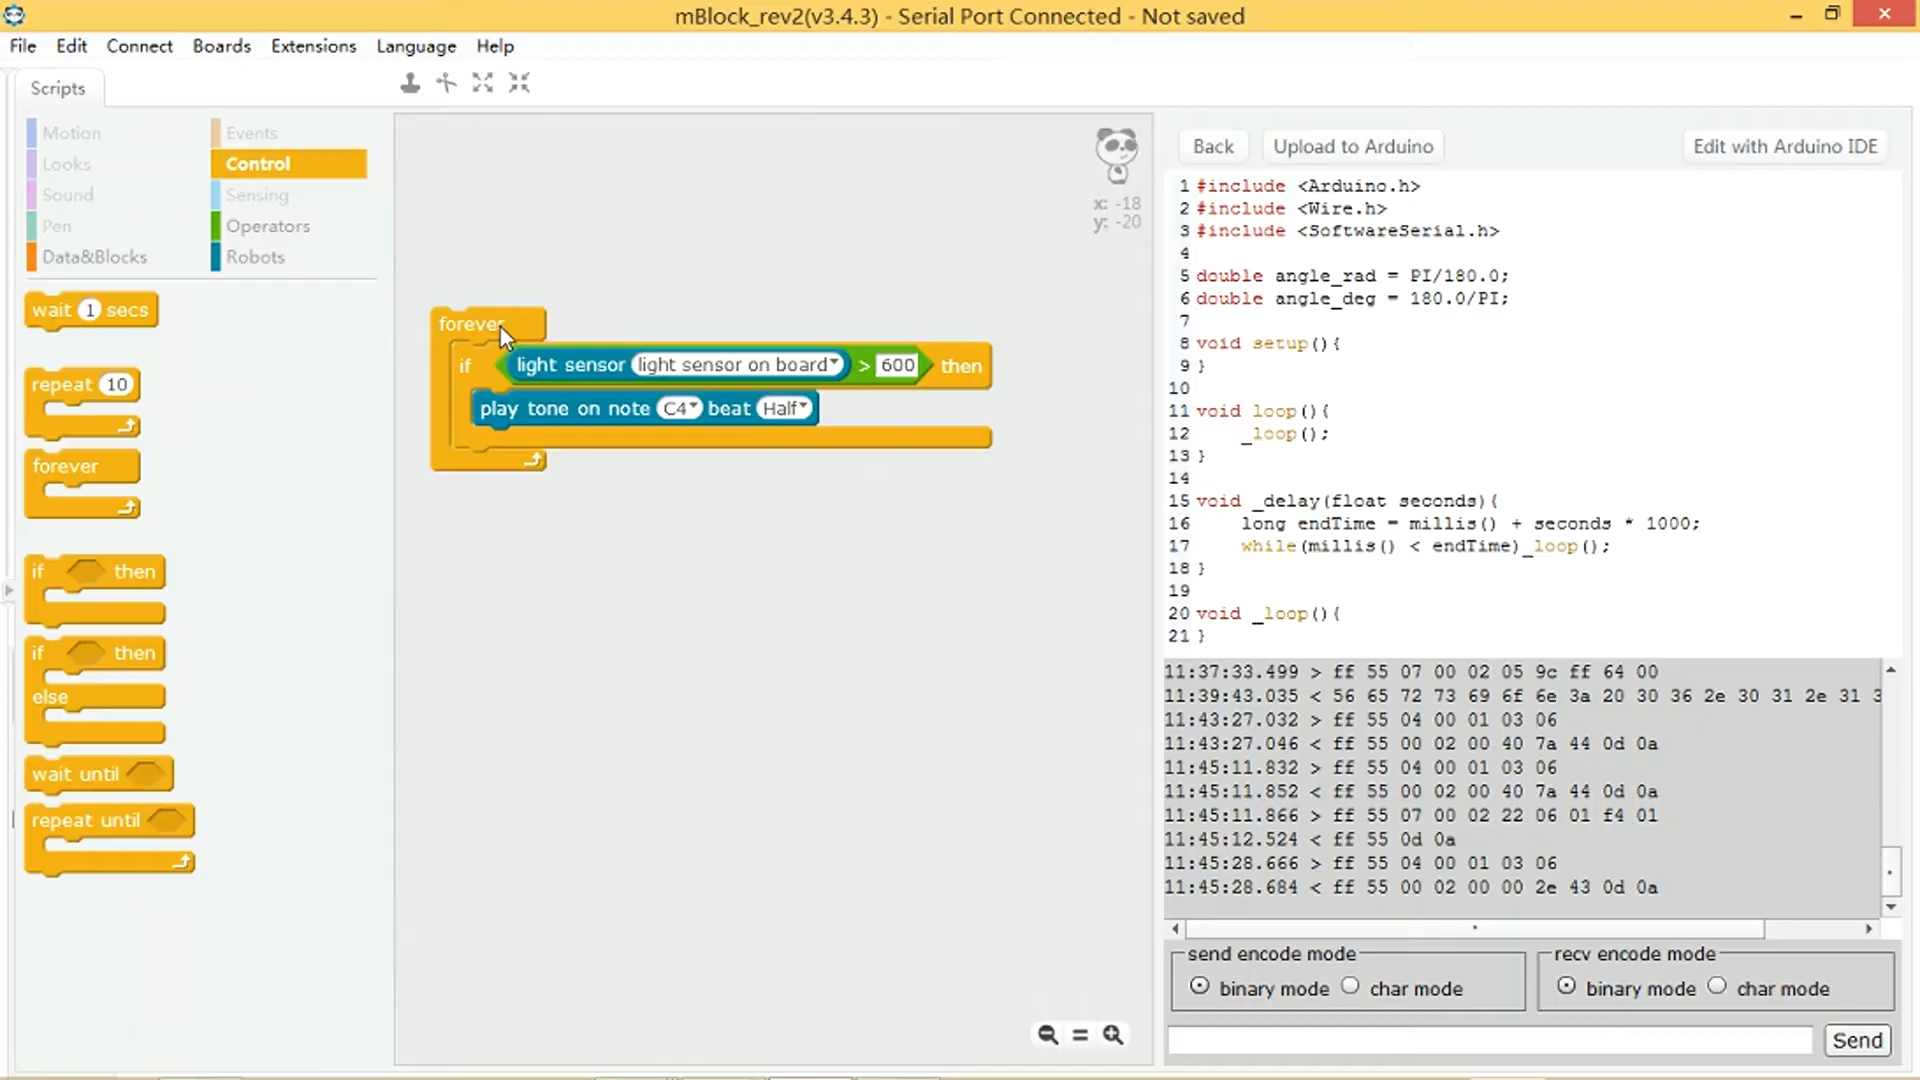 mBlock_rev2(v3.4.3) - Serial Port Connected - Not saved
File Edit Connect Boards Extensions Language Help
Scripts
Motion
Looks
Sound
Pen
Data&Blocks
Events
Control
Sensing
Operators
Robots
wait 1 secs
repeat 10
forever
if then
if then
else
wait until
repeat until
x: -18
y: -20
forever
if light sensor light sensor on board > 600 then
play tone on note C4 beat Half
Back Upload to Arduino Edit with Arduino IDE
1 #include <Arduino.h>
2 #include <Wire.h>
3 #include <SoftwareSerial.h>
4
5 double angle_rad = PI/180.0;
6 double angle_deg = 180.0/PI;
7
8 void setup(){
9 }
10
11 void loop(){
12 _loop();
13 }
14
15 void _delay(float seconds){
16 long endTime = millis() + seconds * 1000;
17 while(millis() < endTime)_loop();
18 }
19
20 void _loop(){
21 }
11:37:33.499 > ff 55 07 00 02 05 9c ff 64 00
11:39:43.035 < 56 65 72 73 69 6f 6e 3a 20 30 36 2e 30 31 2e 31 3
11:43:27.032 > ff 55 04 00 01 03 06
11:43:27.046 < ff 55 00 02 00 40 7a 44 0d 0a
11:45:11.832 > ff 55 04 00 01 03 06
11:45:11.852 < ff 55 00 02 00 40 7a 44 0d 0a
11:45:11.866 > ff 55 07 00 02 22 06 01 f4 01
11:45:12.524 < ff 55 0d 0a
11:45:28.666 > ff 55 04 00 01 03 06
11:45:28.684 < ff 55 00 02 00 00 2e 43 0d 0a
send encode mode
binary mode char mode
recv encode mode
binary mode char mode
Send